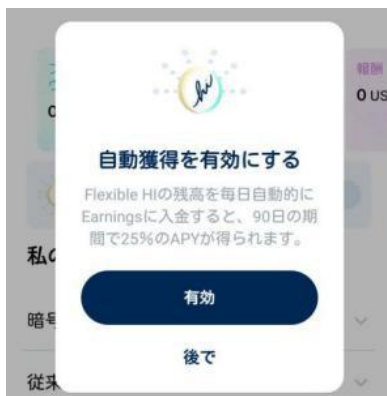 報酬
0 US
hi
自動獲得を有効にする
Flexible HIの残高を毎日自動的に
Earningsに入金すると、90日の期
間で25%のAPYが得られます。
私の
有効
暗号
後で
従来